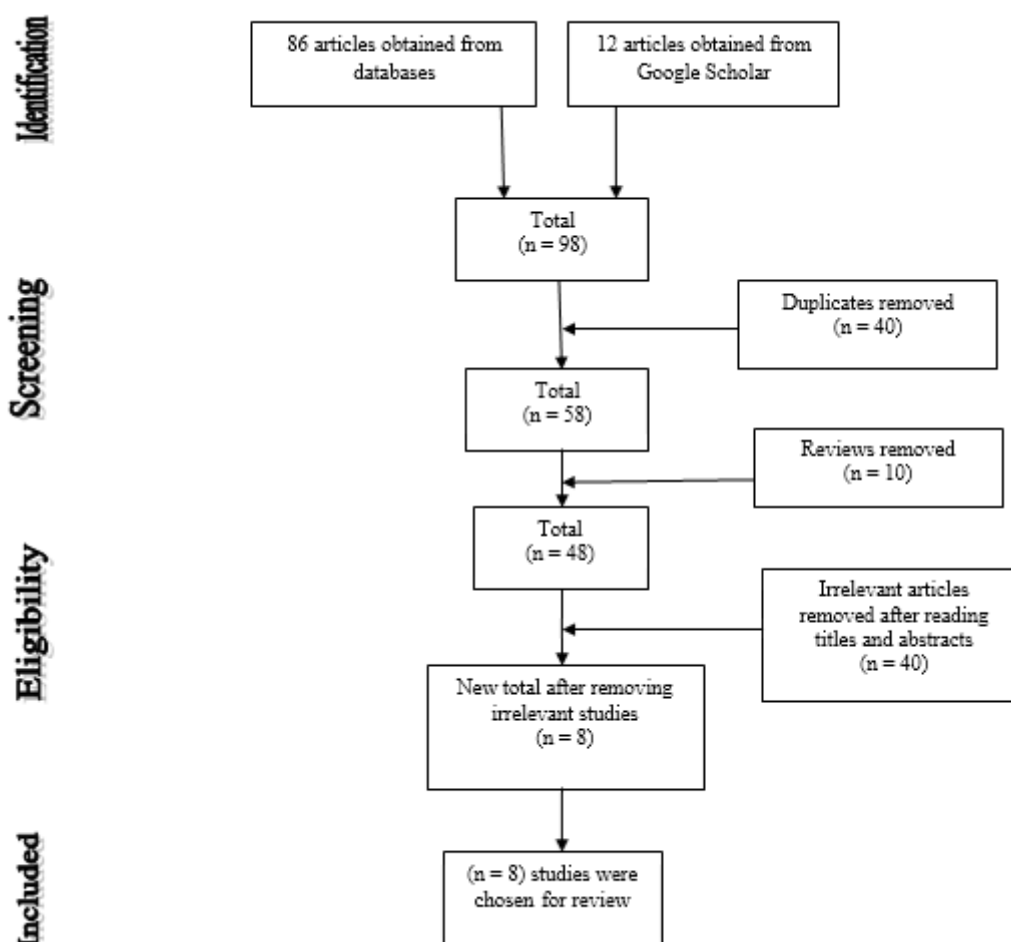 Identification
86 articles obtained from
databases
12 articles obtained from
Google Scholar
Total
(n = 98)
Screening
Duplicates removed
(n = 40)
Total
(n = 58)
Reviews removed
(n = 10)
Total
(n = 48)
Eligibility
Irrelevant articles
removed after reading
titles and abstracts
(n = 40)
New total after removing
irrelevant studies
(n = 8)
Included
(n = 8) studies were
chosen for review